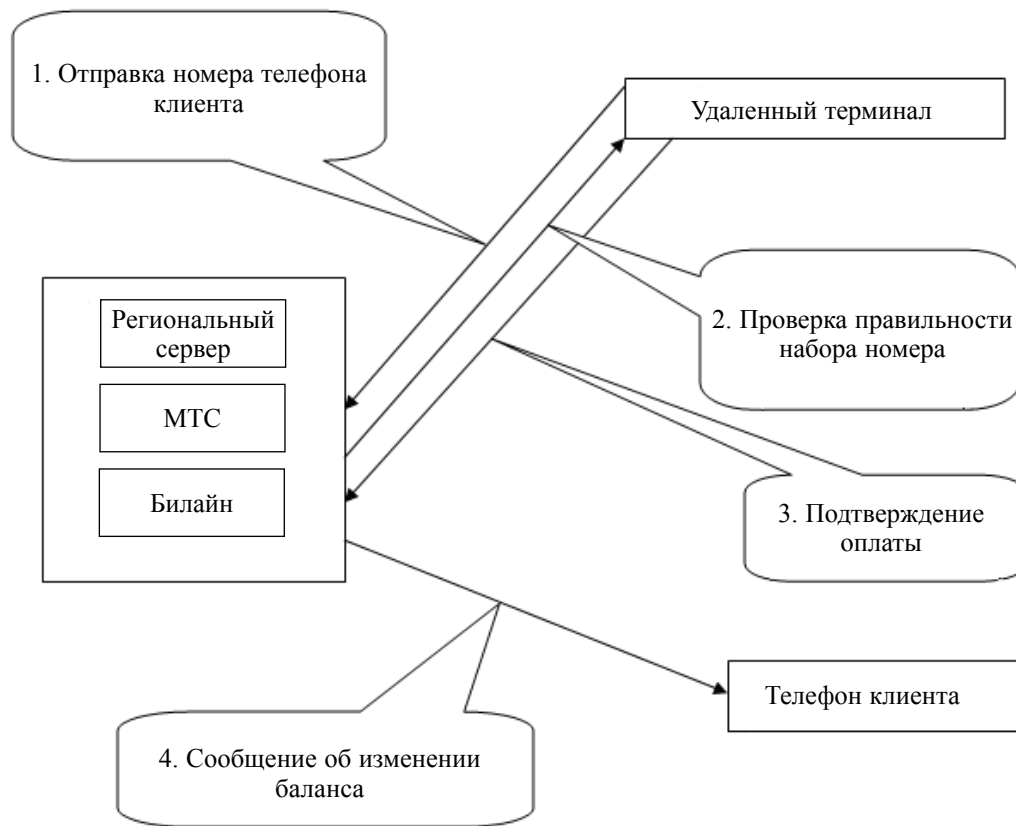 1. Отправка номера телефона
клиента
Удаленный терминал
Региональный
сервер
МТС
Билайн
2. Проверка правильности
набора номера
3. Подтверждение
оплаты
Телефон клиента
4. Сообщение об изменении
баланса